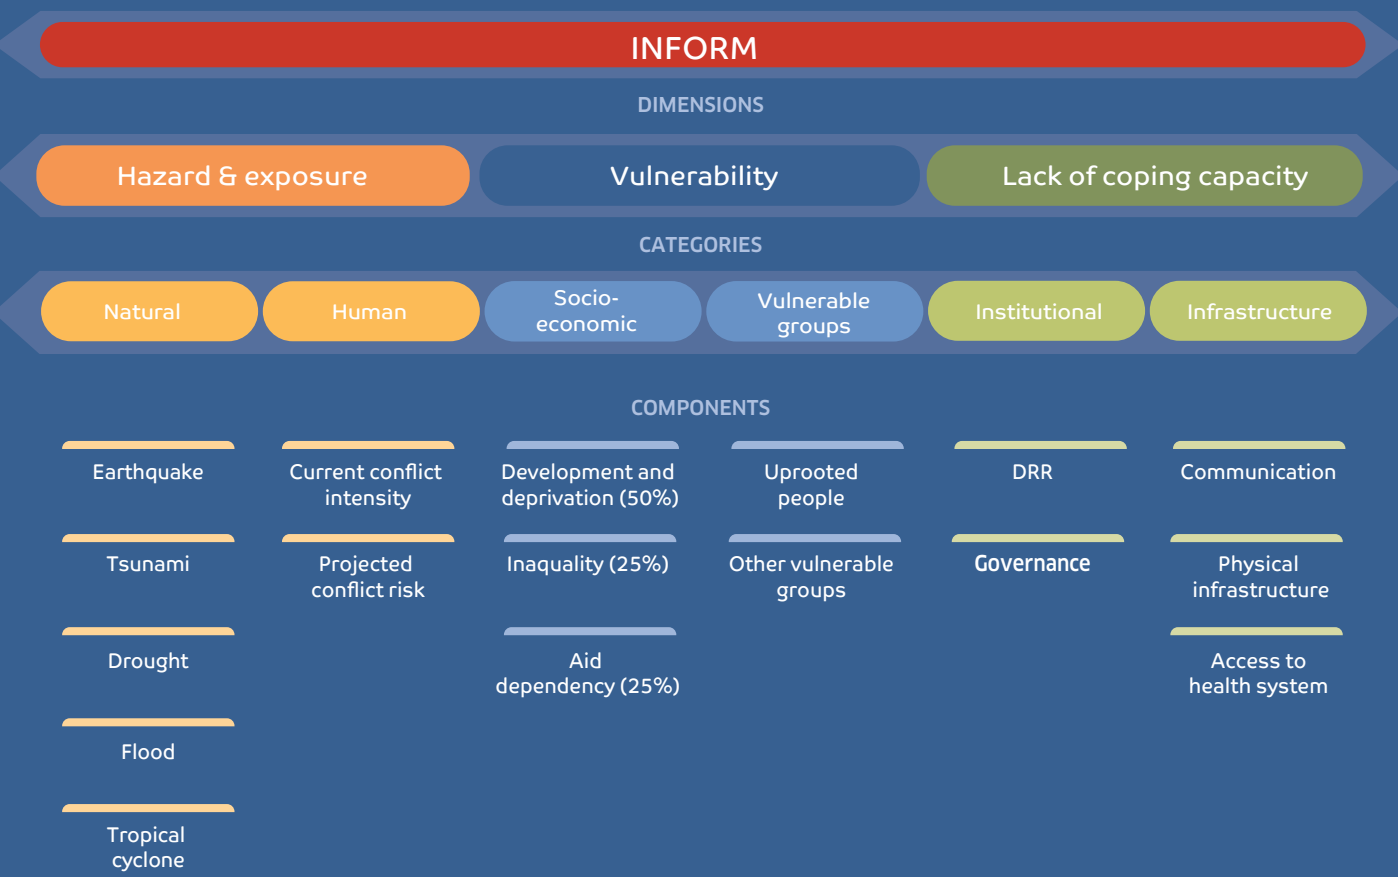 INFORM
DIMENSIONS
Hazard & exposure
Vulnerability
Lack of coping capacity
CATEGORIES
Natural
Human
Socio-
economic
Vulnerable
groups
Institutional
Infrastructure
COMPONENTS
Earthquake
Tsunami
Drought
Flood
Tropical
cyclone
Current conflict
intensity
Projected
conflict risk
Development and
deprivation (50%)
Inaquality (25%)
Aid
dependency (25%)
Uprooted
people
Other vulnerable
groups
DRR
Governance
Communication
Physical
infrastructure
Access to
health system